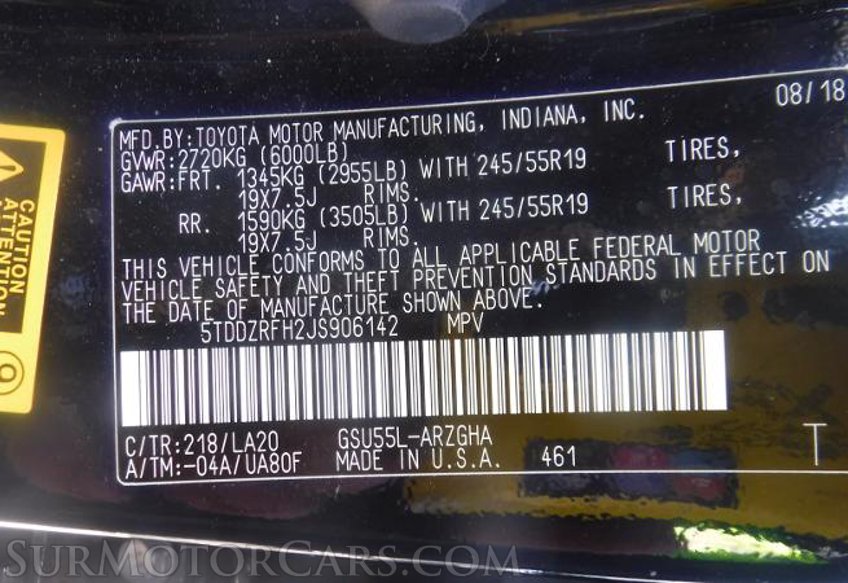 08/18
MFD.BY:TOYOTA MOTOR MANUFACTURING, INDIANA, INC.
GVWR:2720KG (6000LB)
GAWR:FRT. 1345KG (2955LB) WITH 245/55R19 TIRES,
19X7.5J RIMS.
RR. 1590KG (3505LB) WITH 245/55R19 TIRES,
19X7.5J RIMS.
THIS VEHICLE CONFORMS TO ALL APPLICABLE FEDERAL MOTOR
VEHICLE SAFETY AND THEFT PREVENTION STANDARDS IN EFFECT ON
THE DATE OF MANUFACTURE SHOWN ABOVE.
5TDDZRFH2JS906142 MPV
C/TR:218/LA20 GSU55L-ARZGHA
A/TM:-04A/UA80F MADE IN U.S.A. 461 T
CAUTION
ATTENTION
SURMOTORCARS.COM